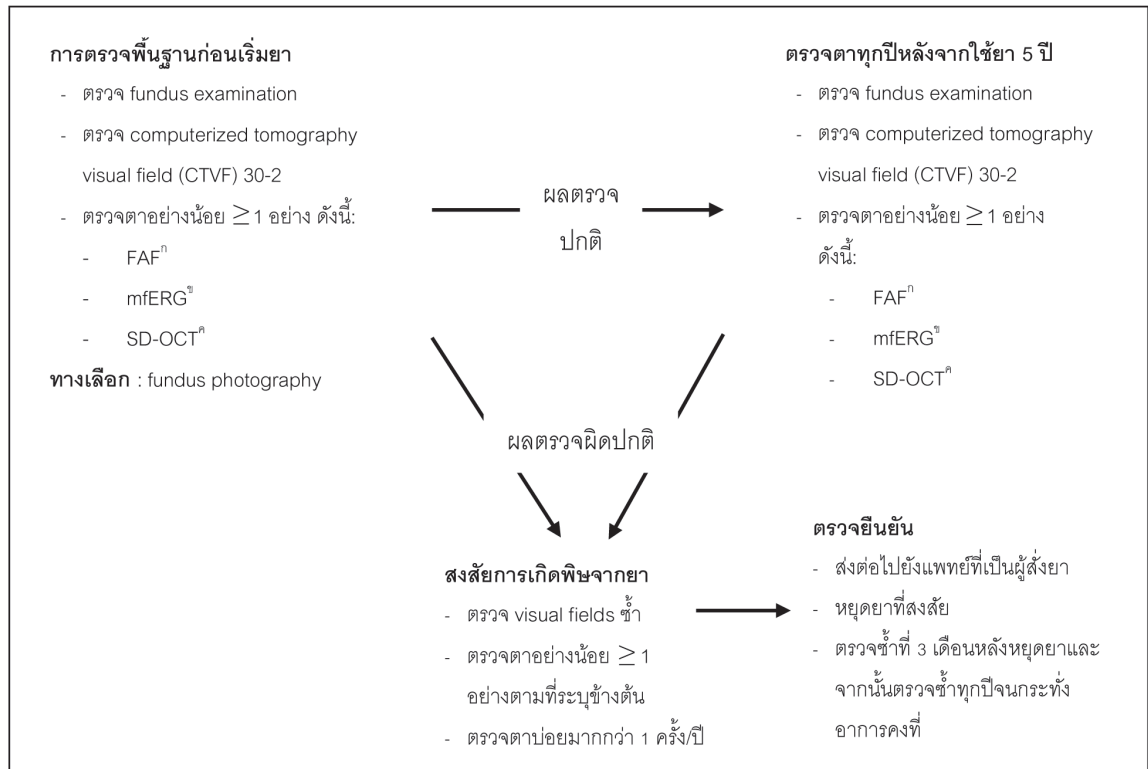 การตรวจพื้นฐานก่อนเริ่มยา
- ตรวจ fundus examination
- ตรวจ computerized tomography
visual field (CTVF) 30-2
- ตรวจตาอย่างน้อย ≥1 อย่าง ดังนี้:
- FAFก
- mfERGข
- SD-OCTค
ทางเลือก : fundus photography
ผลตรวจ
ปกติ
ตรวจตาทุกปีหลังจากใช้ยา 5 ปี
- ตรวจ fundus examination
- ตรวจ computerized tomography
visual field (CTVF) 30-2
- ตรวจตาอย่างน้อย ≥1 อย่าง
ดังนี้:
- FAFก
- mfERGข
- SD-OCTค
ผลตรวจผิดปกติ
สงสัยการเกิดพิษจากยา
- ตรวจ visual fields ซ้ำ
- ตรวจตาอย่างน้อย ≥1
อย่างตามที่ระบุข้างต้น
- ตรวจตาบ่อยมากกว่า 1 ครั้ง/ปี
ตรวจยืนยัน
- ส่งต่อไปยังแพทย์ที่เป็นผู้สั่งยา
- หยุดยาที่สงสัย
- ตรวจซ้ำที่ 3 เดือนหลังหยุดยาและ
จากนั้นตรวจซ้ำทุกปีจนกระทั่ง
อาการคงที่